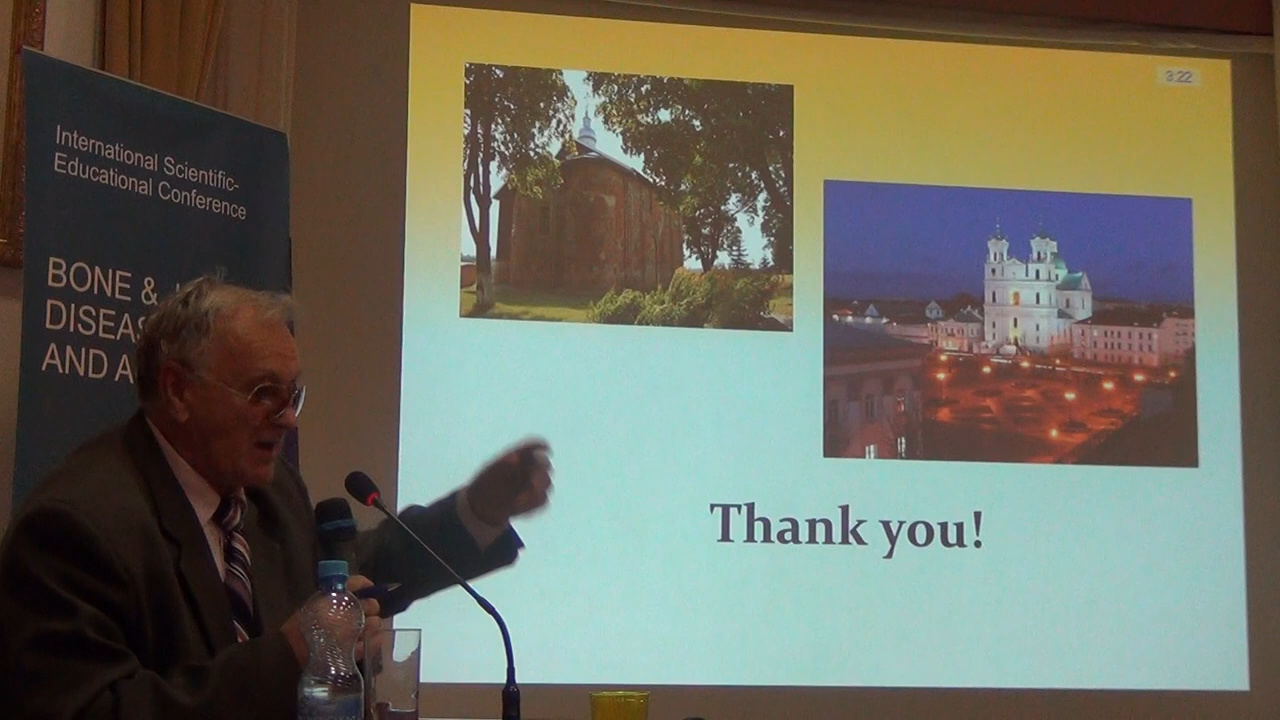 International Scientific-
Educational Conference
BONE &
DISEAS
AND A
3:22
Thank you!